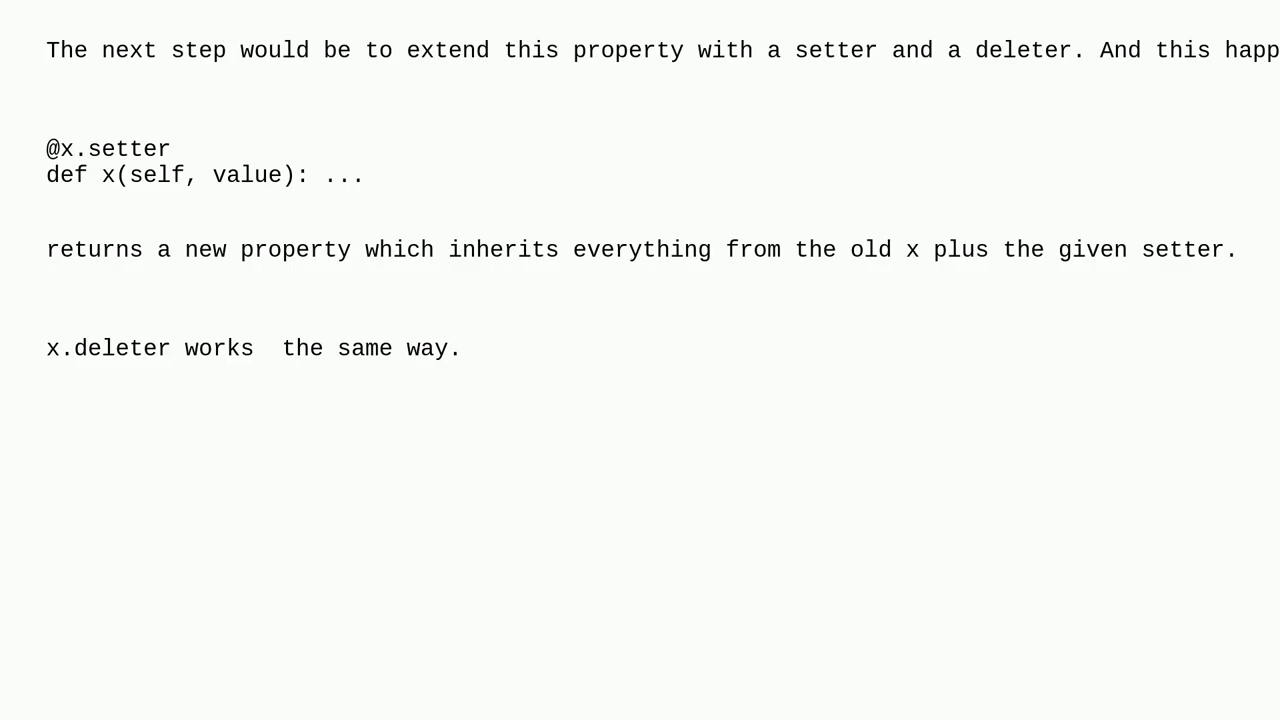 The next step would be to extend this property with a setter and a deleter. And this happ
@x.setter
def x(self, value): ...
returns a new property which inherits everything from the old x plus the given setter.
x.deleter works  the same way.